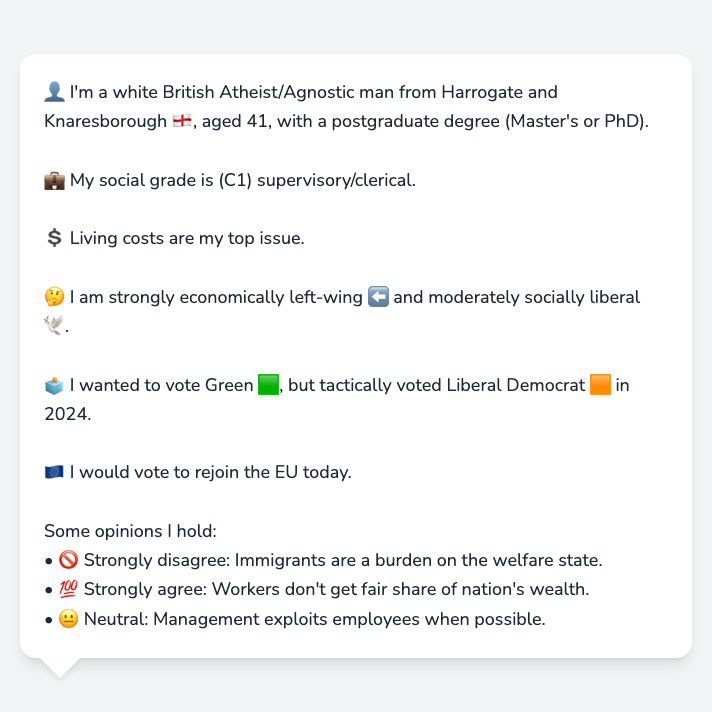 👤 I'm a white British Atheist/Agnostic man from Harrogate and
Knaresborough 🏴󠁧󠁢󠁥󠁮󠁧󠁿, aged 41, with a postgraduate degree (Master's or PhD).
💼 My social grade is (C1) supervisory/clerical.
💲 Living costs are my top issue.
🤔 I am strongly economically left-wing ⬅️ and moderately socially liberal
🕊️.
🗳️ I wanted to vote Green 🟩, but tactically voted Liberal Democrat 🟧 in
2024.
🇪🇺 I would vote to rejoin the EU today.
Some opinions I hold:
• 🚫 Strongly disagree: Immigrants are a burden on the welfare state.
• 💯 Strongly agree: Workers don't get fair share of nation's wealth.
• 😐 Neutral: Management exploits employees when possible.